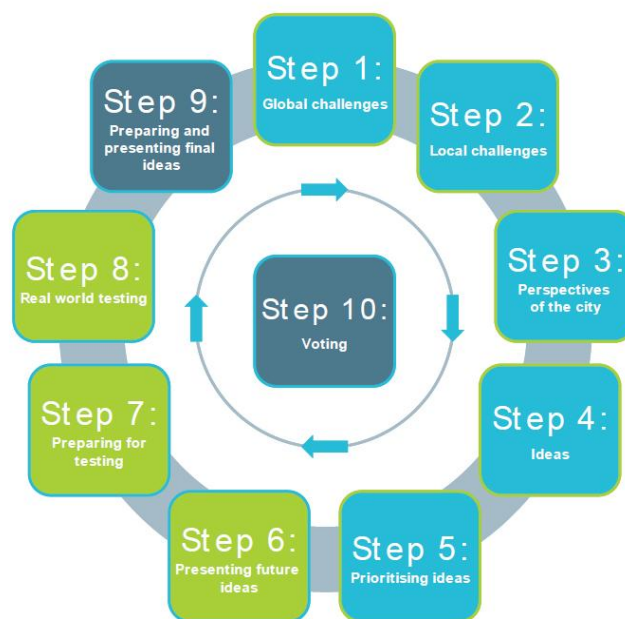 Step 1:
Global challenges
Step 2:
Local challenges
Step 3:
Perspectives
of the city
Step 4:
Ideas
Step 5:
Prioritising ideas
Step 6:
Presenting future
ideas
Step 7:
Preparing for
testing
Step 8:
Real world testing
Step 9:
Preparing and
presenting final
ideas
Step 10:
Voting